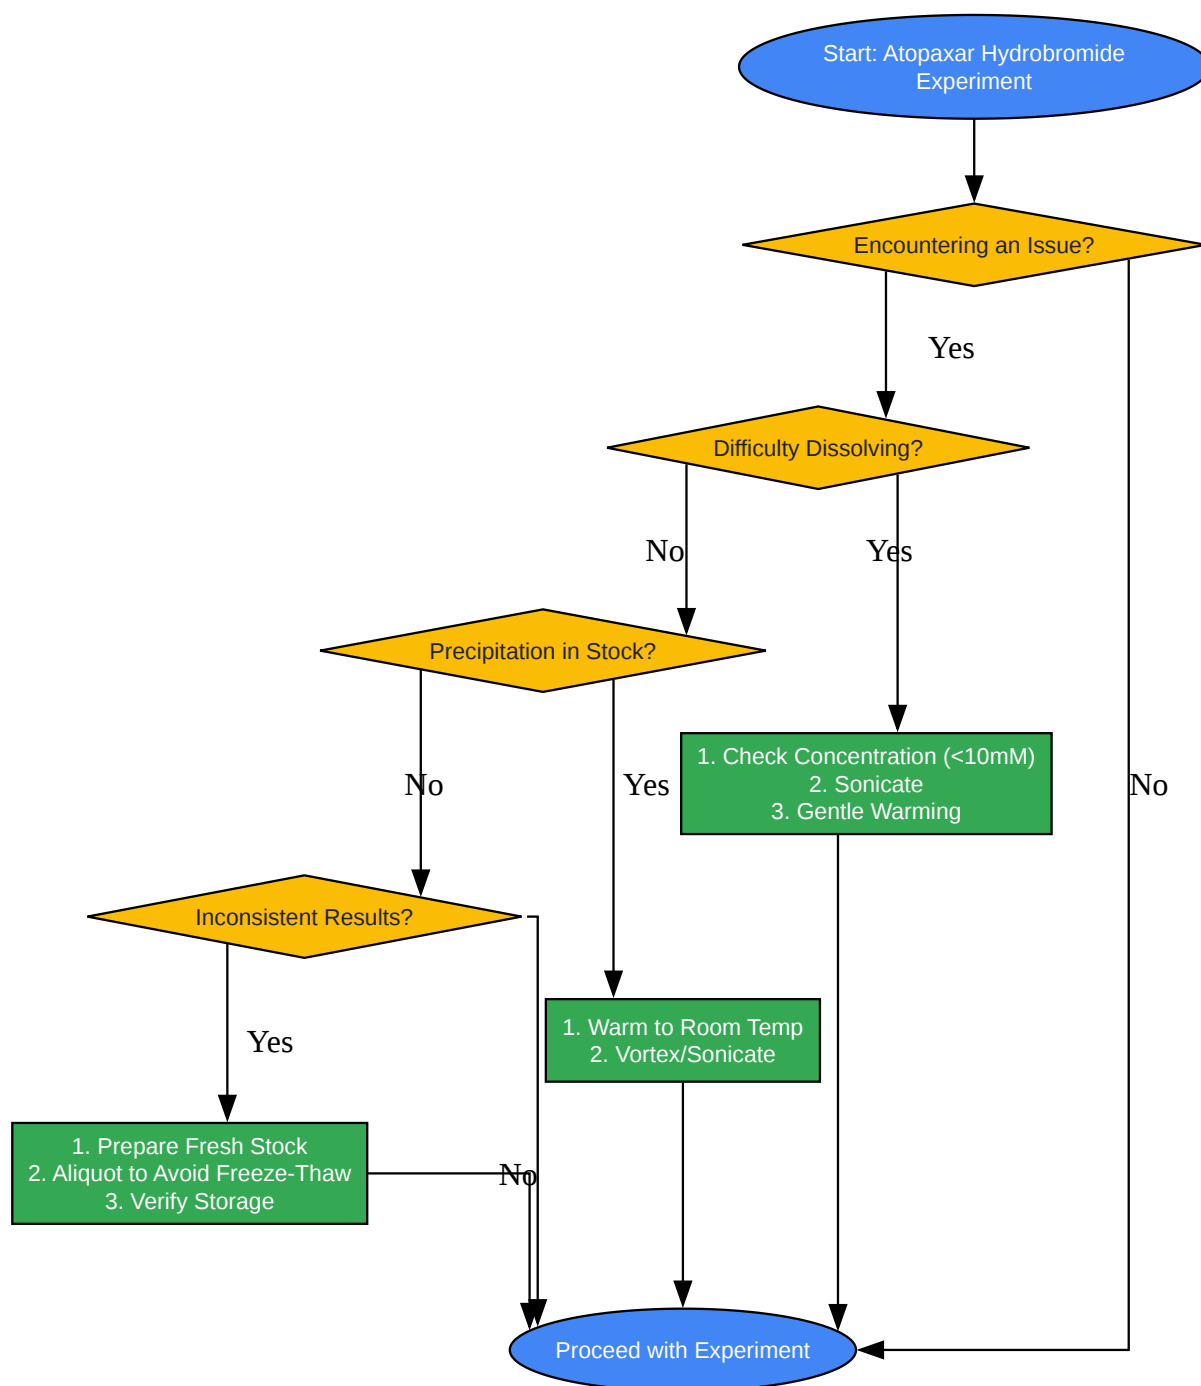 Start: Atopaxar Hydrobromide
Experiment
Encountering an Issue?
Yes
Difficulty Dissolving?
No
Yes
Precipitation in Stock?
1. Check Concentration (<10mM)
2. Sonicate
3. Gentle Warming
No
Yes
No
Inconsistent Results?
1. Warm to Room Temp
2. Vortex/Sonicate
Yes
1. Prepare Fresh Stock
2. Aliquot to Avoid Freeze-Thaw
3. Verify Storage
No
Proceed with Experiment